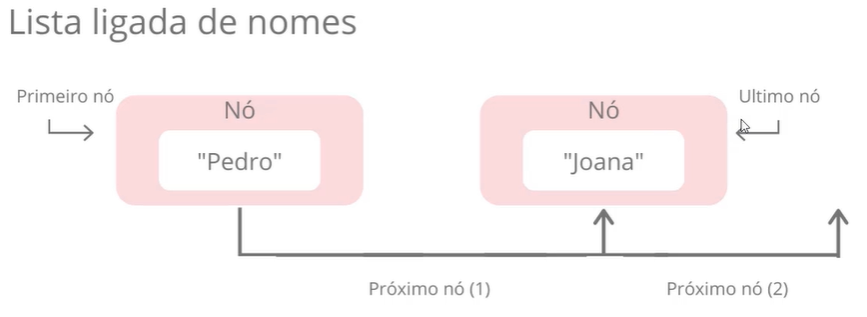 Lista ligada de nomes
Primeiro nó
Nó
Nó
Ultimo nó
"Pedro"
"Joana"
Próximo nó (1)
Próximo nó (2)